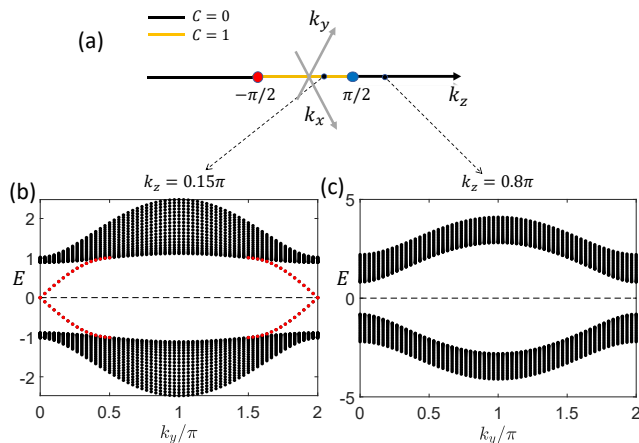 C = 0
C = 1
(a)
k_y
−π/2
π/2
k_z
k_x
(b)
k_z = 0.15π
(c)
k_z = 0.8π
2
1
E
0
-1
-2
0
0.5
1
1.5
2
k_y/π
5
E
0
-5
0
0.5
1
1.5
2
k_y/π